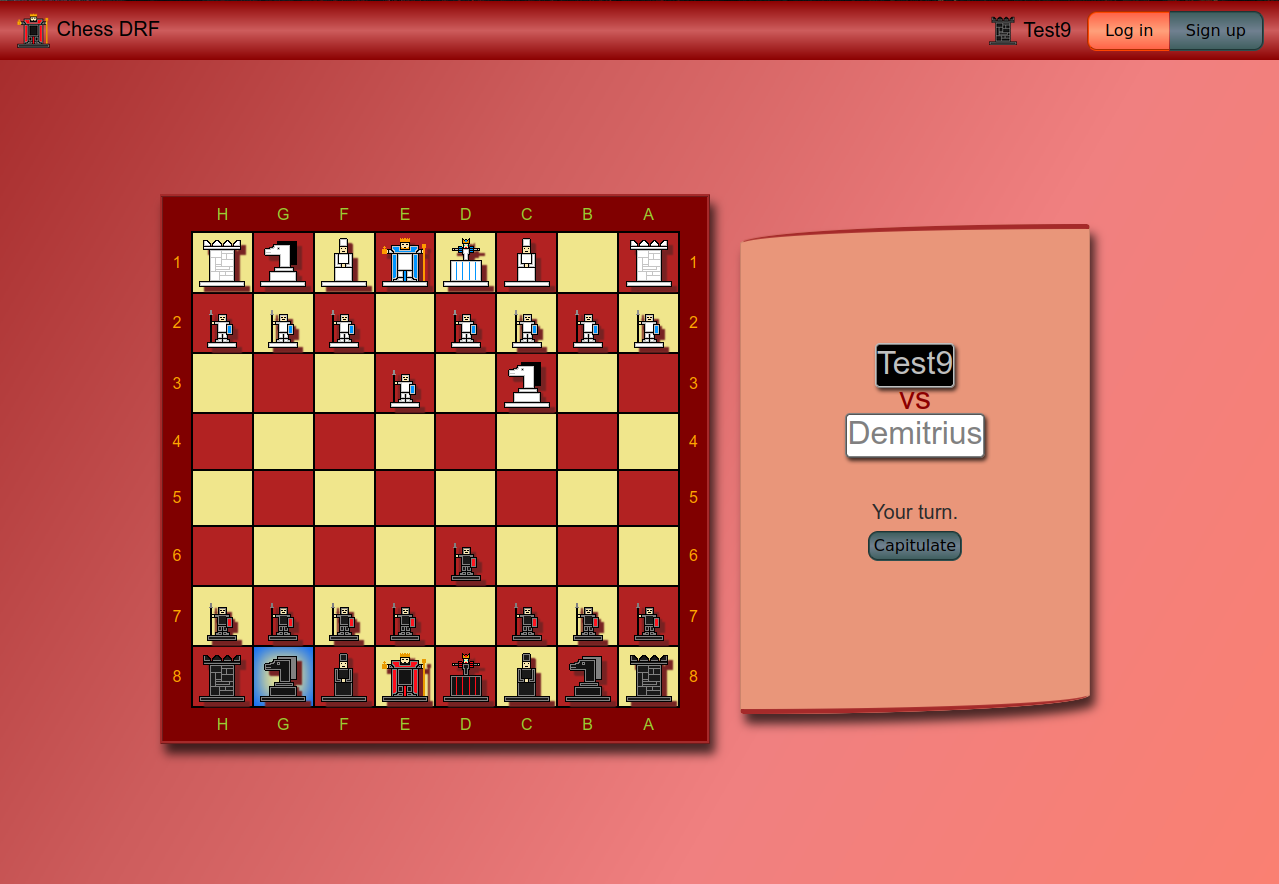 Chess DRF
Test9 Log in Sign up
H G F E D C B A
1 1
2 2
3 3
4 4
5 5
6 6
7 7
8 8
H G F E D C B A
Test9
vs
Demitrius
Your turn.
Capitulate